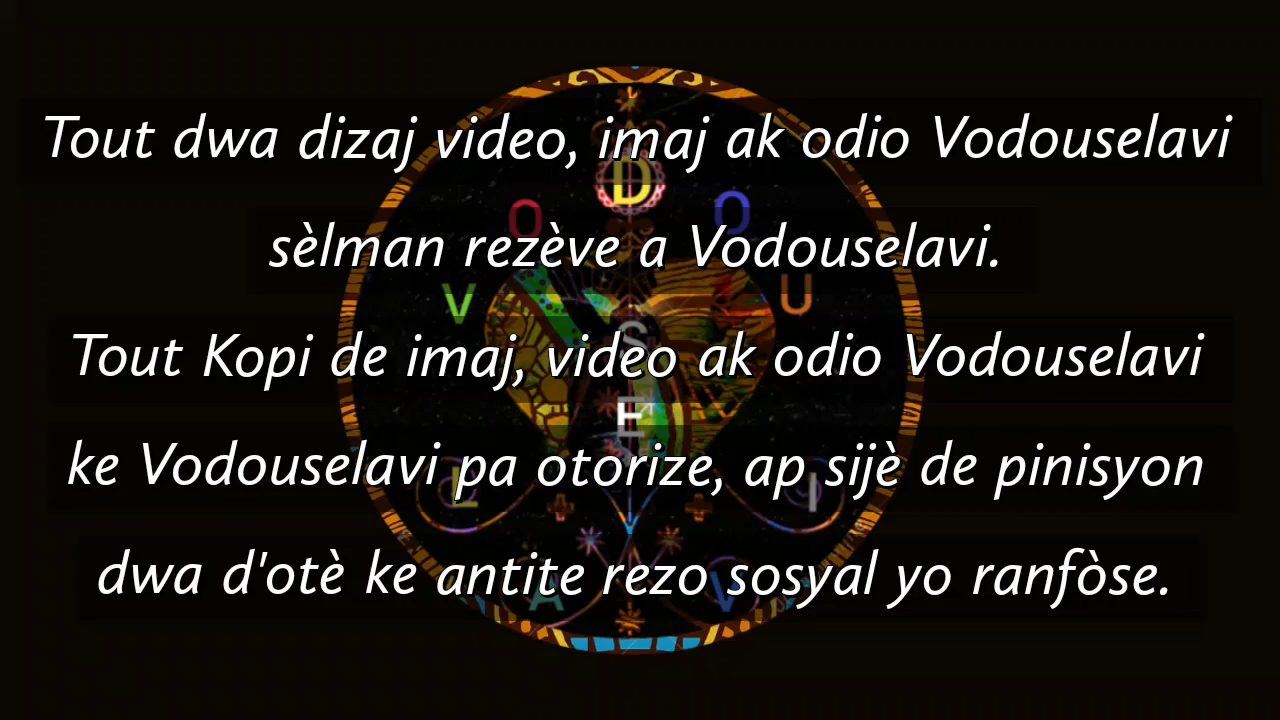 Tout dwa dizaj video, imaj ak odio Vodouselavi
sèlman rezève a Vodouselavi.
Tout Kopi de imaj, video ak odio Vodouselavi
ke Vodouselavi pa otorize, ap sijè de pinisyon
dwa d'otè ke antite rezo sosyal yo ranfòse.
V O D O U
S
E
L A V I